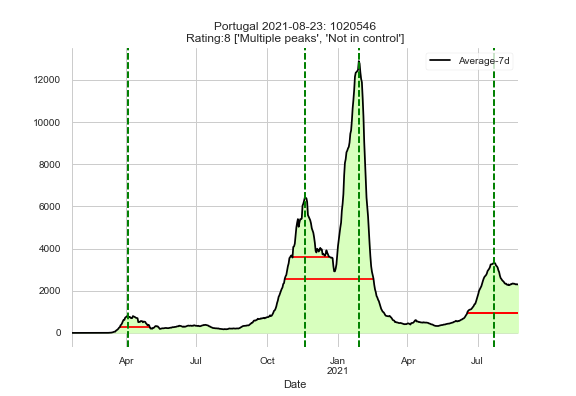 Portugal 2021-08-23: 1020546
Rating:8 ['Multiple peaks', 'Not in control']
Average-7d
12000
10000
8000
6000
4000
2000
0
Apr Jul Oct Jan Apr Jul
2021
Date